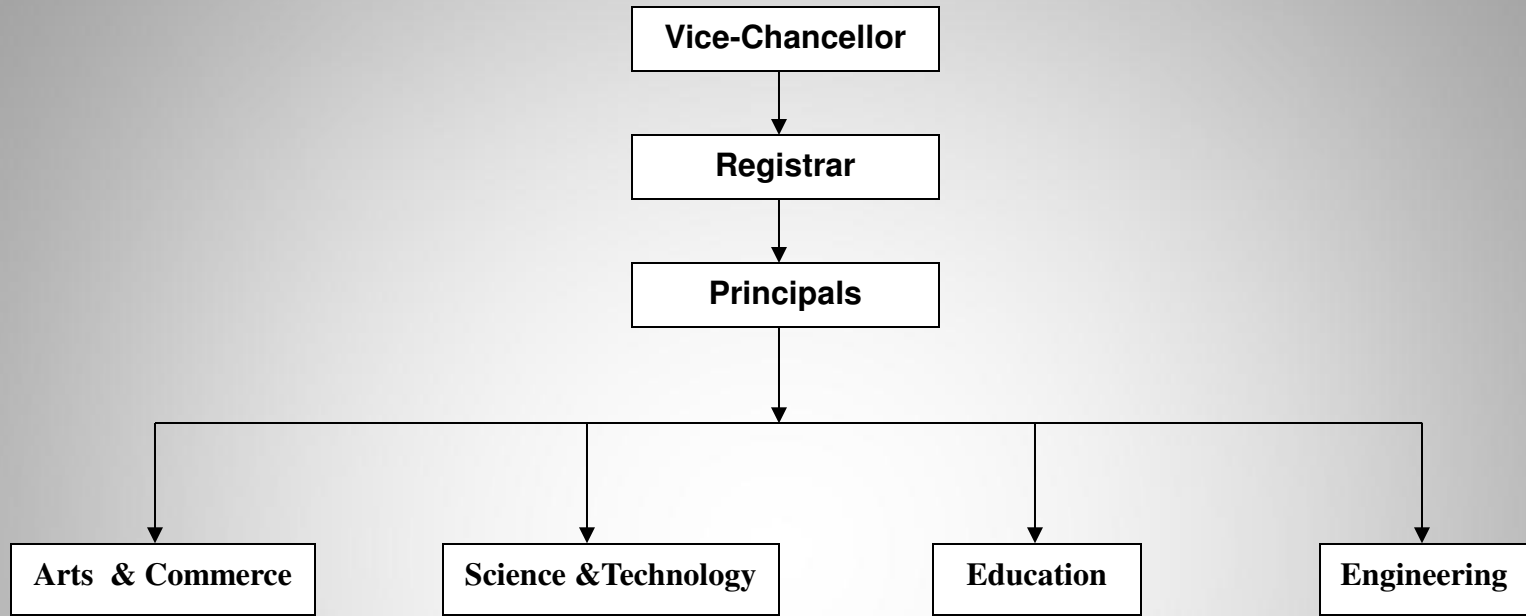 Vice-Chancellor
Registrar
Principals
Arts & Commerce
Science &Technology
Education
Engineering